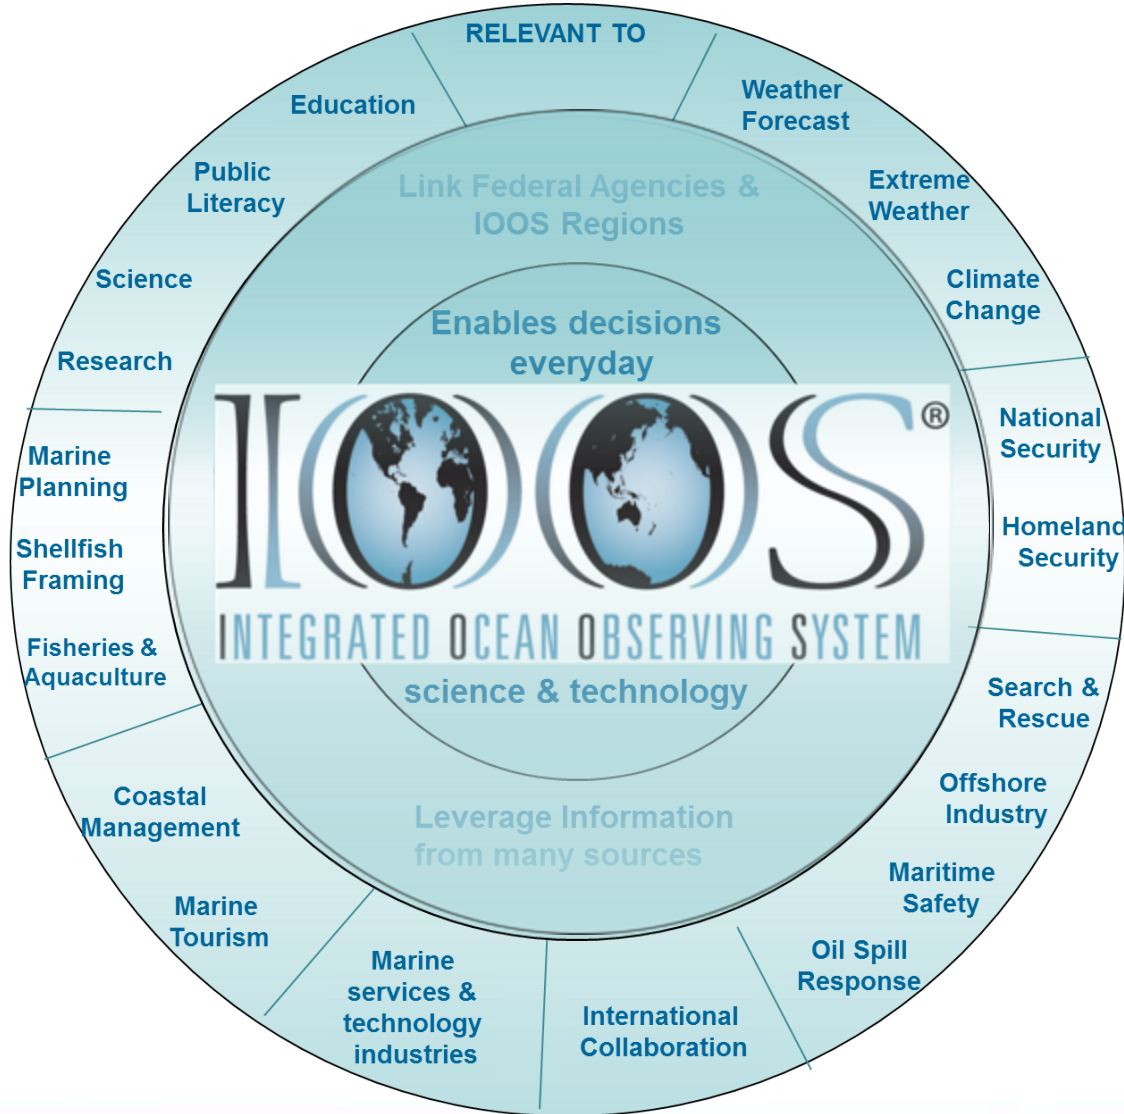 RELEVANT TO
Weather
Forecast
Extreme
Weather
Climate
Change
National
Security
Homeland
Security
Search &
Rescue
Offshore
Industry
Maritime
Safety
Oil Spill
Response
International
Collaboration
Marine
services &
technology
industries
Marine
Tourism
Coastal
Management
Fisheries &
Aquaculture
Shellfish
Framing
Marine
Planning
Research
Science
Public
Literacy
Education
Link Federal Agencies &
IOOS Regions
Enables decisions
everyday
IOOS®
INTEGRATED OCEAN OBSERVING SYSTEM
science & technology
Leverage Information
from many sources